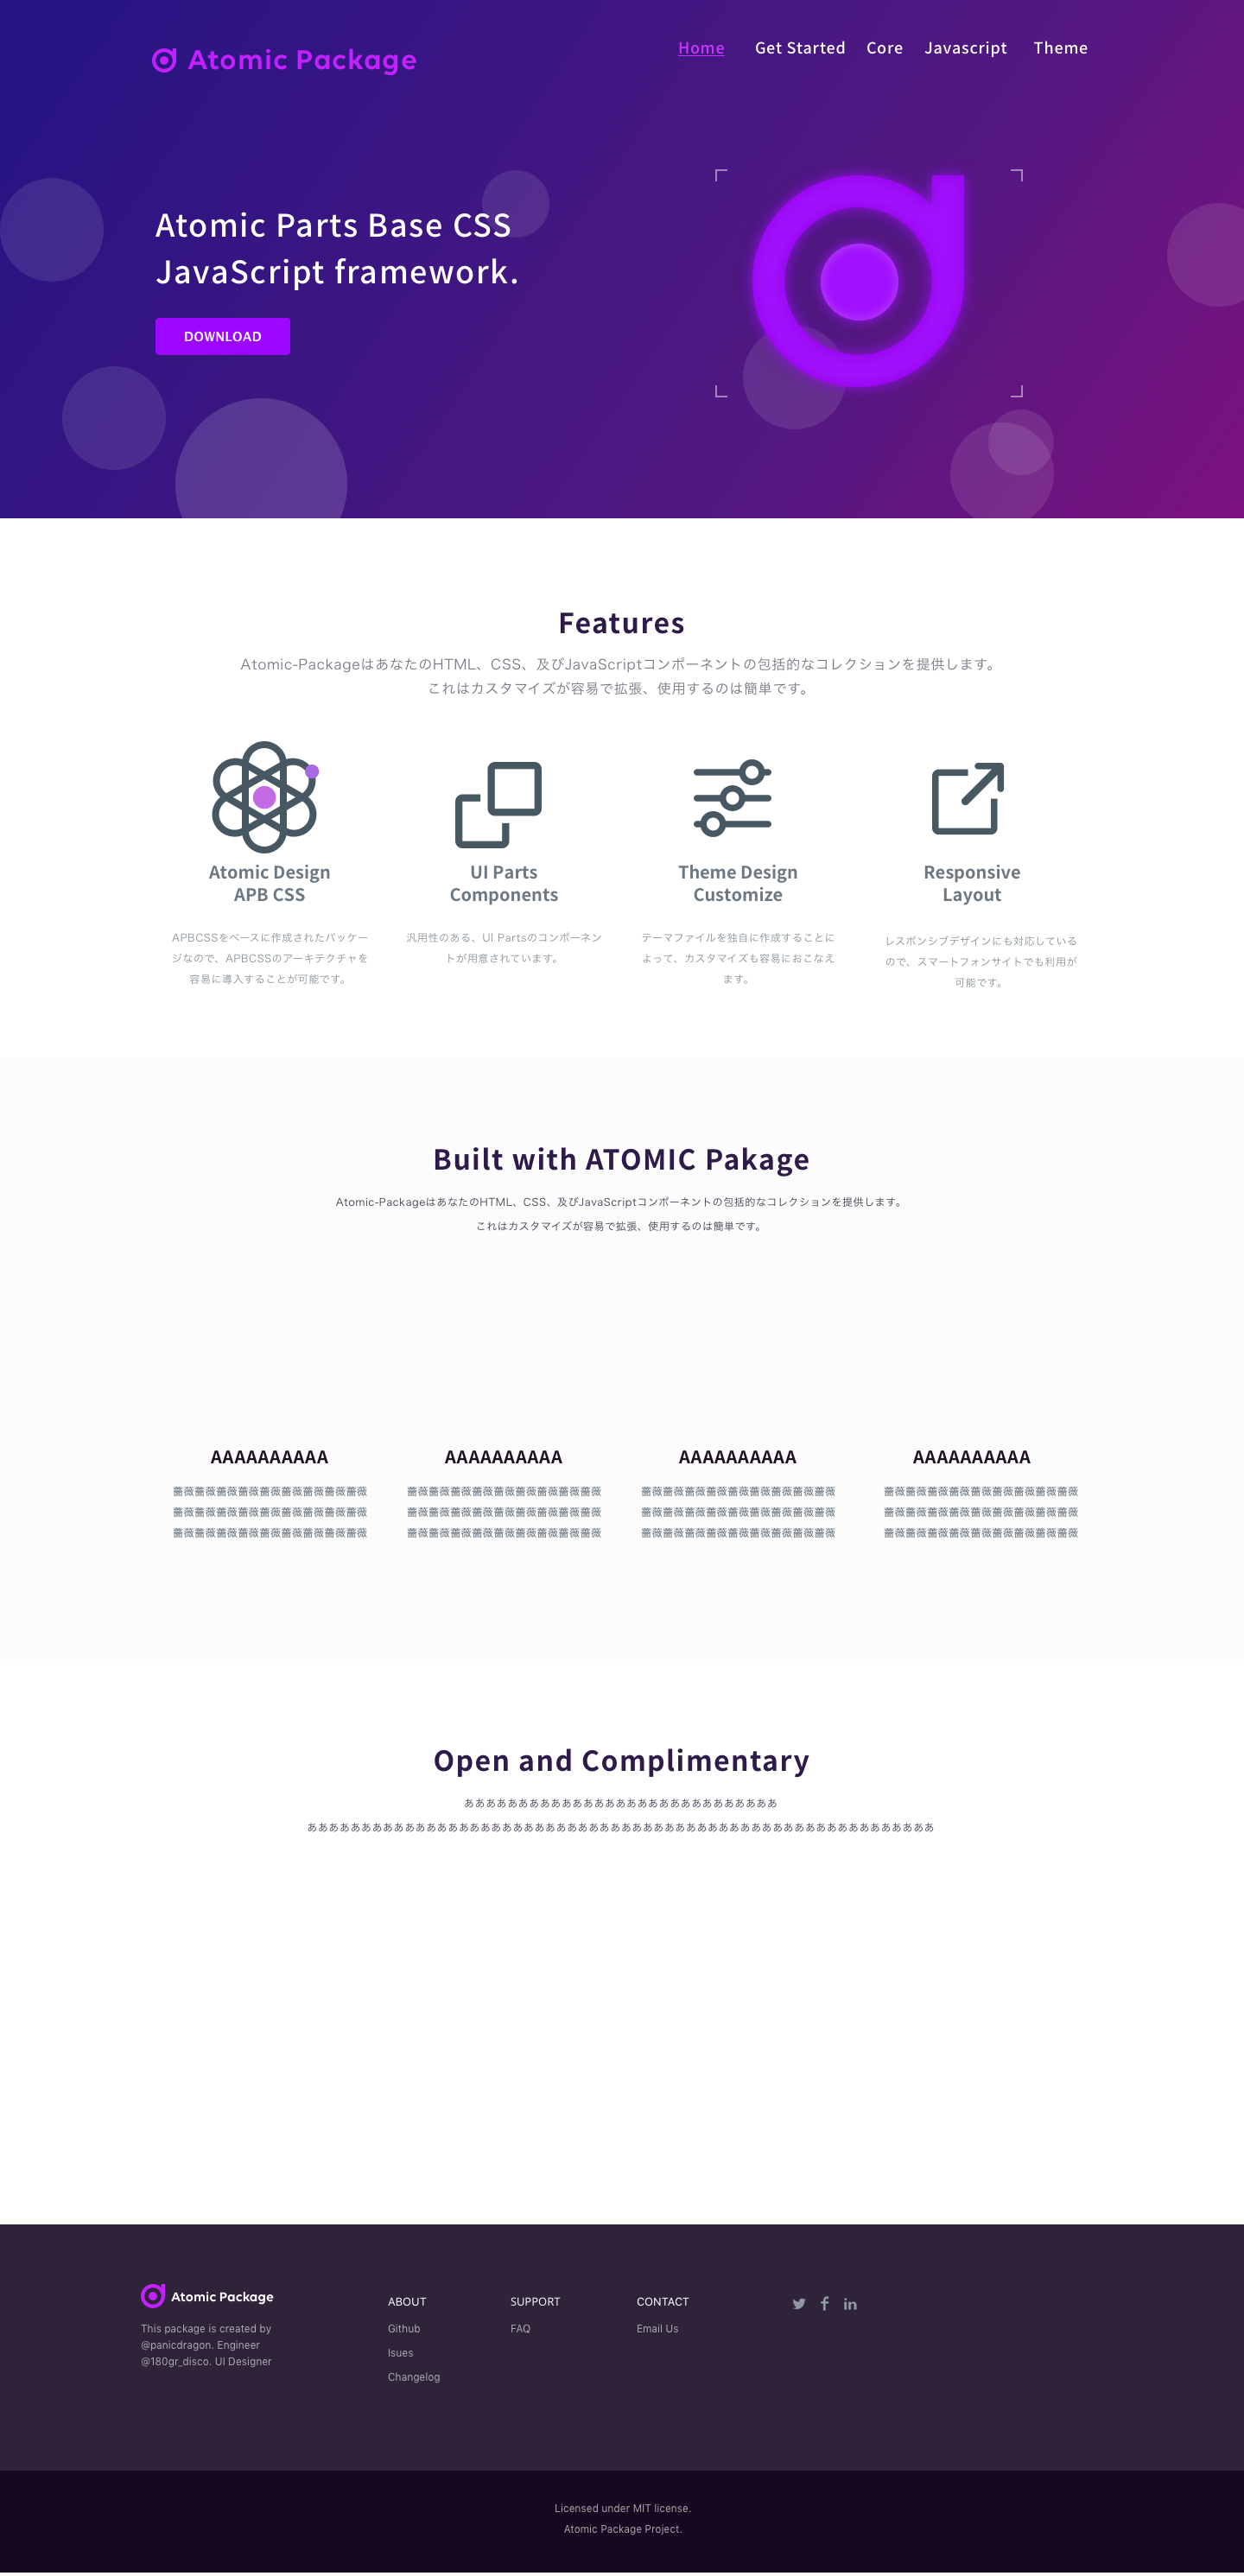 Atomic Package
Home Get Started Core Javascript Theme
Atomic Parts Base CSS
JavaScript framework.
DOWNLOAD
Features
Atomic-PackageはあなたのHTML、CSS、及びJavaScriptコンポーネントの包括的なコレクションを提供します。
これはカスタマイズが容易で拡張、使用するのは簡単です。
Atomic Design
APB CSS
APBCSSをベースに作成されたパッケー
ジなので、APBCSSのアーキテクチャを
容易に導入することが可能です。
UI Parts
Components
汎用性のある、UI Partsのコンポーネン
トが用意されています。
Theme Design
Customize
テーマファイルを独自に作成することに
よって、カスタマイズも容易におこなえ
ます。
Responsive
Layout
レスポンシブデザインにも対応している
ので、スマートフォンサイトでも利用が
可能です。
Built with ATOMIC Pakage
Atomic-PackageはあなたのHTML、CSS、及びJavaScriptコンポーネントの包括的なコレクションを提供します。
これはカスタマイズが容易で拡張、使用するのは簡単です。
AAAAAAAAAA
薔薇薔薇薔薇薔薇薔薇薔薇薔薇薔薇薔薇
薔薇薔薇薔薇薔薇薔薇薔薇薔薇薔薇薔薇
薔薇薔薇薔薇薔薇薔薇薔薇薔薇薔薇薔薇
AAAAAAAAAA
薔薇薔薇薔薇薔薇薔薇薔薇薔薇薔薇薔薇
薔薇薔薇薔薇薔薇薔薇薔薇薔薇薔薇薔薇
薔薇薔薇薔薇薔薇薔薇薔薇薔薇薔薇薔薇
AAAAAAAAAA
薔薇薔薇薔薇薔薇薔薇薔薇薔薇薔薇薔薇
薔薇薔薇薔薇薔薇薔薇薔薇薔薇薔薇薔薇
薔薇薔薇薔薇薔薇薔薇薔薇薔薇薔薇薔薇
AAAAAAAAAA
薔薇薔薇薔薇薔薇薔薇薔薇薔薇薔薇薔薇
薔薇薔薇薔薇薔薇薔薇薔薇薔薇薔薇薔薇
薔薇薔薇薔薇薔薇薔薇薔薇薔薇薔薇薔薇
Open and Complimentary
あああああああああああああああああああああああああああああ
ああああああああああああああああああああああああああああああああああああああああああああああああああああああああああ
Atomic Package
This package is created by
@panicdragon. Engineer
@180gr_disco. UI Designer
ABOUT
Github
Isues
Changelog
SUPPORT
FAQ
CONTACT
Email Us
Licensed under MIT license.
Atomic Package Project.